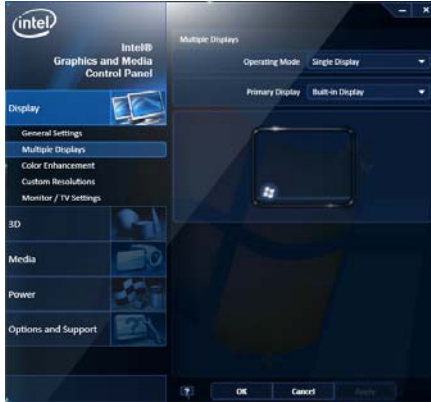 intel
Intel®
Graphics and Media
Control Panel
Display
General Settings
Multiple Displays
Color Enhancement
Custom Resolutions
Monitor / TV Settings
3D
Media
Power
Options and Support
Multiple Displays
Operating Mode Single Display
Primary Display Built-in Display
?
OK Cancel Apply